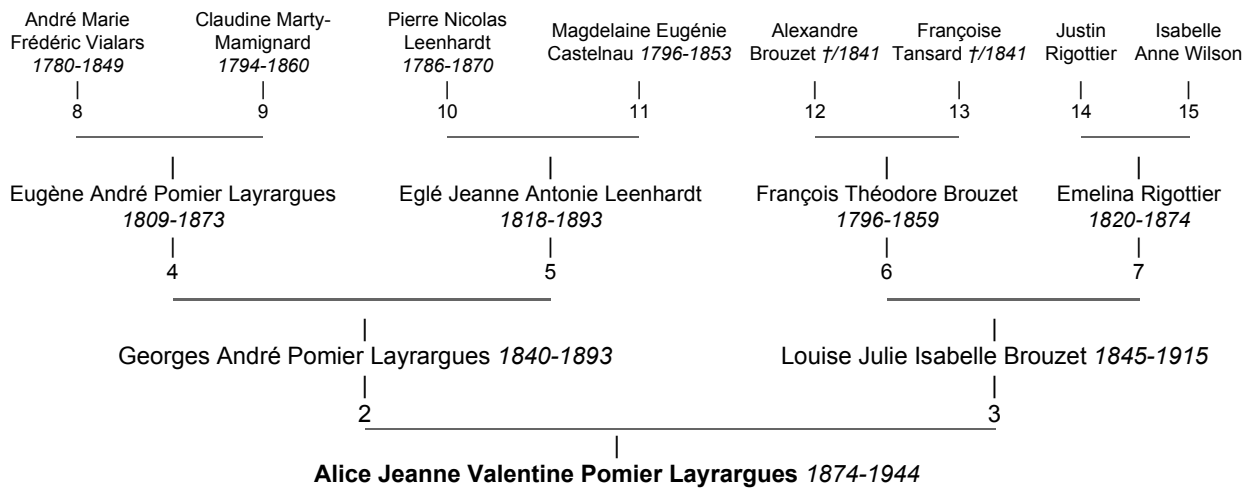 André Marie
Frédéric Vialars
1780-1849
Claudine Marty-
Mamignard
1794-1860
Pierre Nicolas
Leenhardt
1786-1870
Magdelaine Eugénie
Castelnau 1796-1853
Alexandre
Brouzet †/1841
Françoise
Tansard †/1841
Justin
Rigottier
Isabelle
Anne Wilson
8
9
10
11
12
13
14
15
Eugène André Pomier Layrargues
1809-1873
Eglé Jeanne Antonie Leenhardt
1818-1893
François Théodore Brouzet
1796-1859
Emelina Rigottier
1820-1874
4
5
6
7
Georges André Pomier Layrargues 1840-1893
Louise Julie Isabelle Brouzet 1845-1915
2
3
Alice Jeanne Valentine Pomier Layrargues 1874-1944